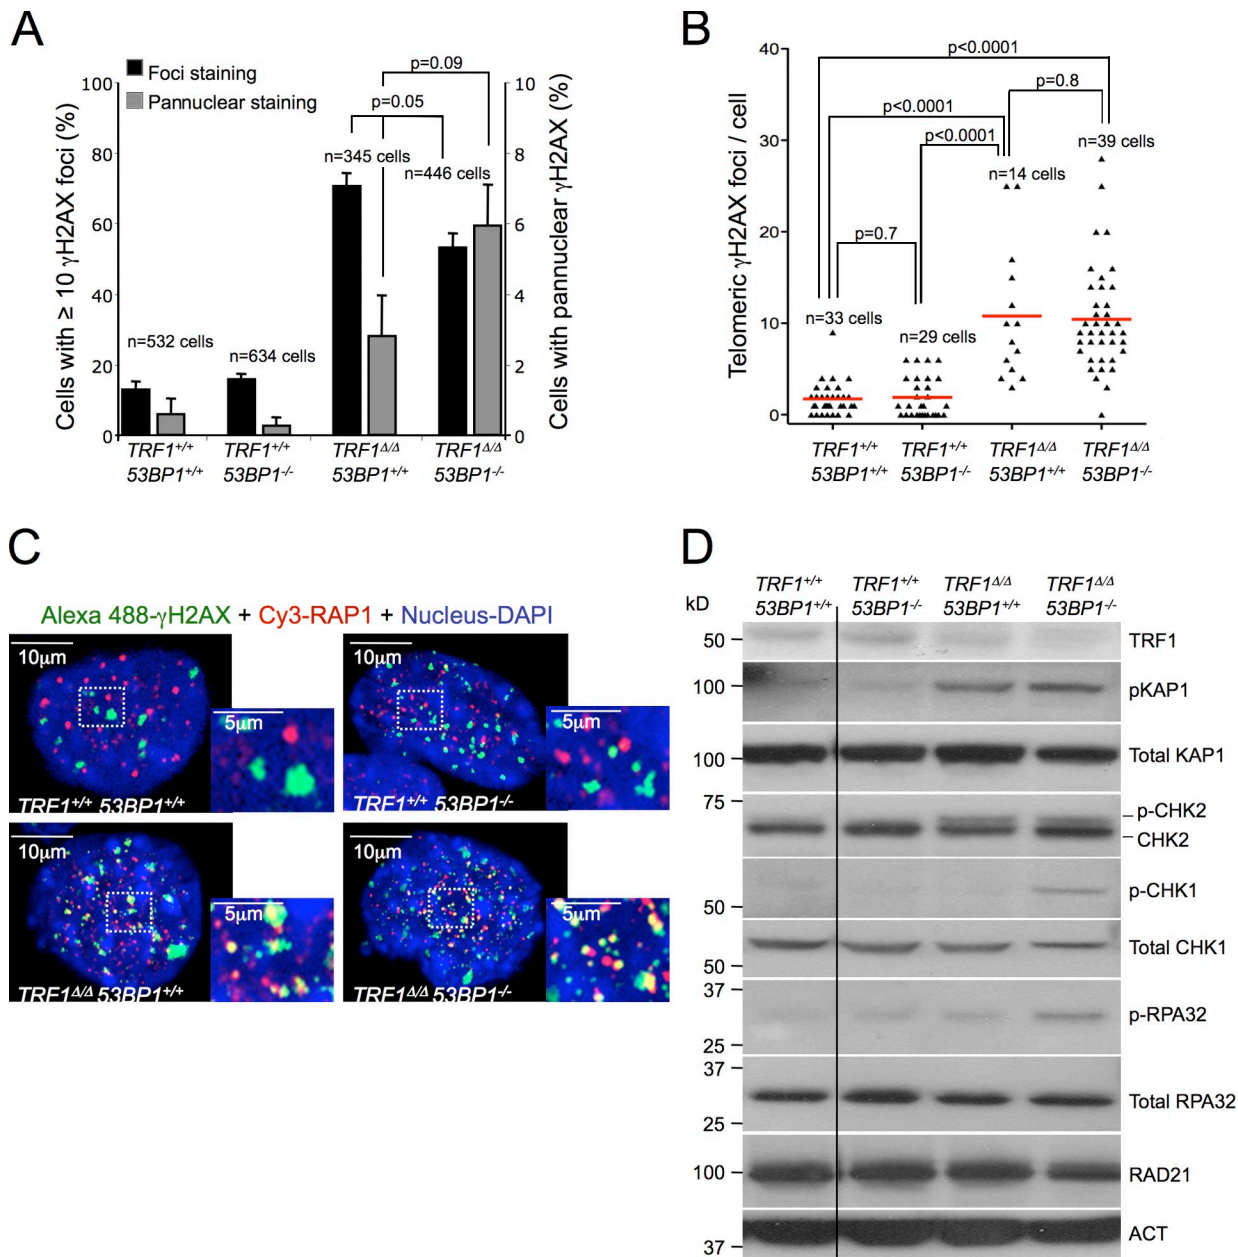 A
Foci staining
Pannuclear staining
p=0.09
p=0.05
n=345 cells
n=446 cells
n=532 cells
n=634 cells
Cells with ≥ 10 γH2AX foci (%)
100
80
60
40
20
0
Cells with pannuclear γH2AX (%)
10
8
6
4
2
0
TRF1+/+ 53BP1+/+
TRF1+/+ 53BP1-/-
TRF1Δ/Δ 53BP1+/+
TRF1Δ/Δ 53BP1-/-
B
Telomeric γH2AX foci / cell
40
30
20
10
0
p<0.0001
p=0.8
p<0.0001
p<0.0001
p=0.7
n=39 cells
n=14 cells
n=33 cells
n=29 cells
TRF1+/+ 53BP1+/+
TRF1+/+ 53BP1-/-
TRF1Δ/Δ 53BP1+/+
TRF1Δ/Δ 53BP1-/-
C
Alexa 488-γH2AX + Cy3-RAP1 + Nucleus-DAPI
10μm
5μm
TRF1+/+ 53BP1+/+
10μm
5μm
TRF1+/+ 53BP1-/-
10μm
5μm
TRF1Δ/Δ 53BP1+/+
10μm
5μm
TRF1Δ/Δ 53BP1-/-
D
kD
TRF1+/+ 53BP1+/+
TRF1+/+ 53BP1-/-
TRF1Δ/Δ 53BP1+/+
TRF1Δ/Δ 53BP1-/-
50
TRF1
100
pKAP1
100
Total KAP1
75
p-CHK2
CHK2
50
p-CHK1
50
Total CHK1
37
p-RPA32
25
37
Total RPA32
25
100
RAD21
37
ACT